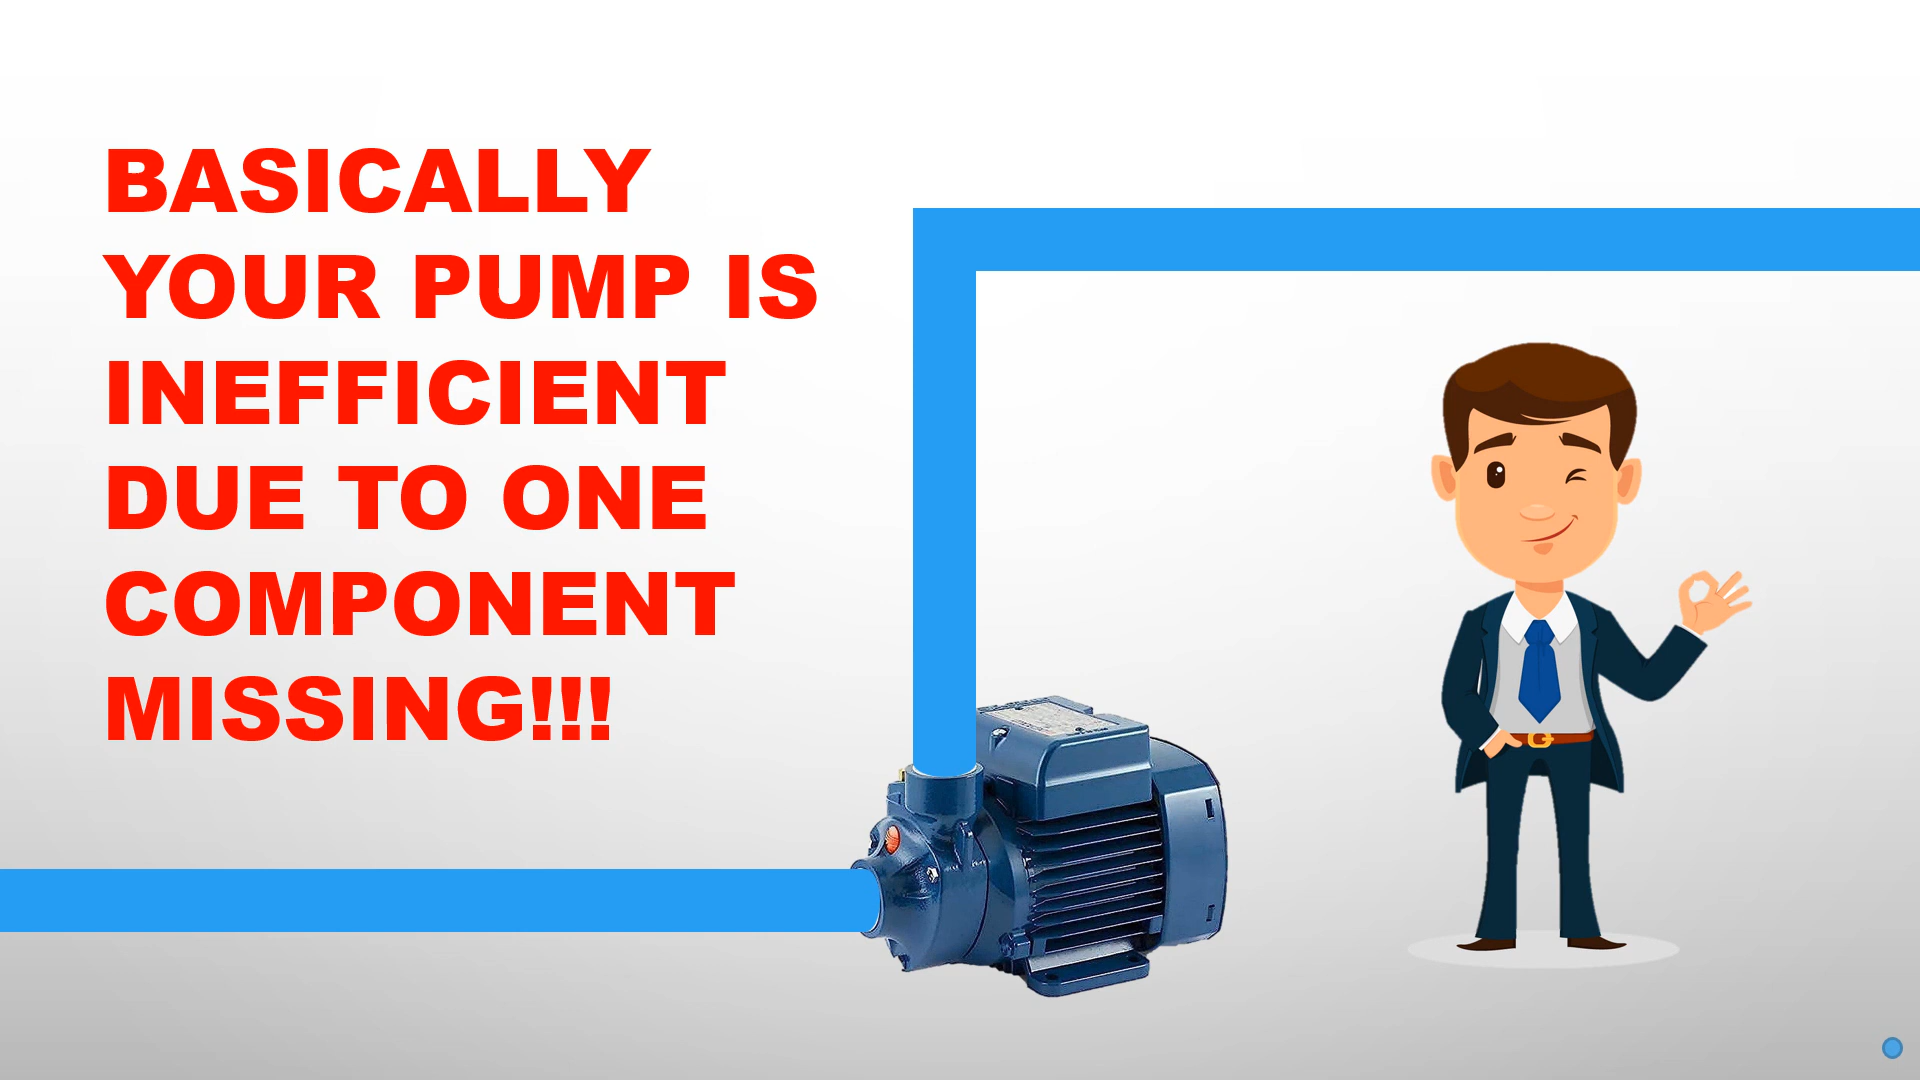 BASICALLY
YOUR PUMP IS
INEFFICIENT
DUE TO ONE
COMPONENT
MISSING!!!